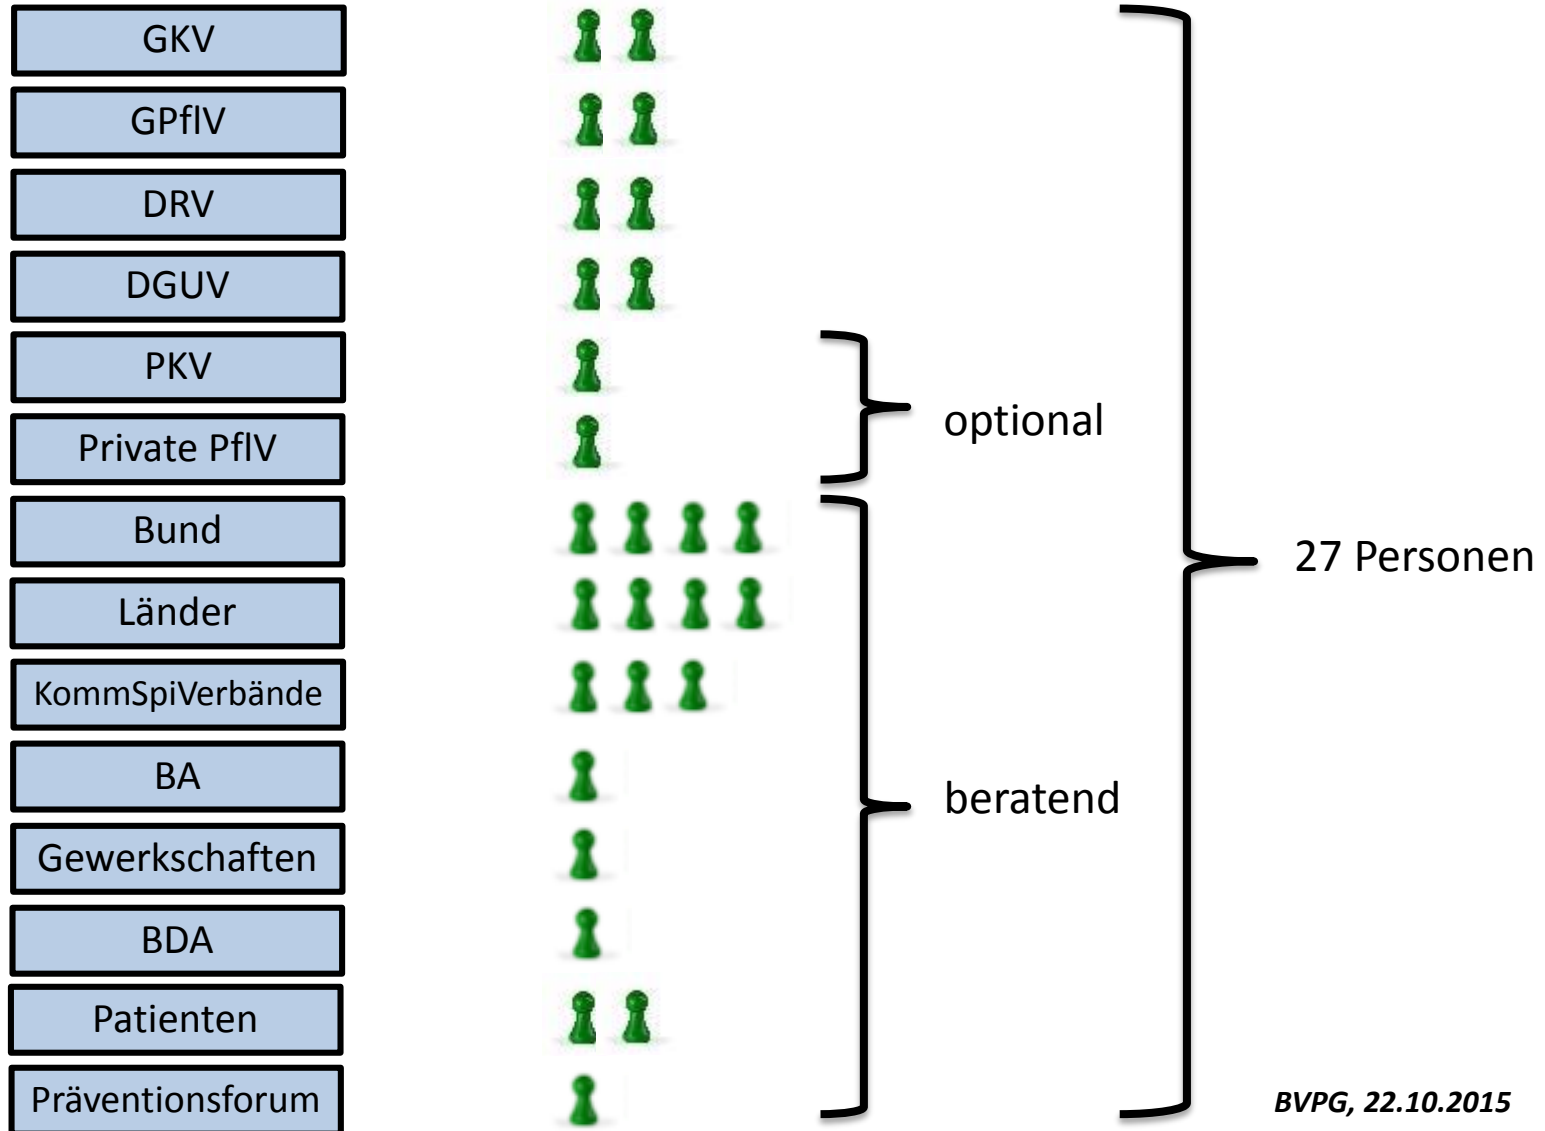 GKV
GPflV
DRV
DGUV
PKV
Private PflV
optional
Bund
27 Personen
Länder
KommSpiVerbände
BA
beratend
Gewerkschaften
BDA
Patienten
Präventionsforum
BVPG, 22.10.2015